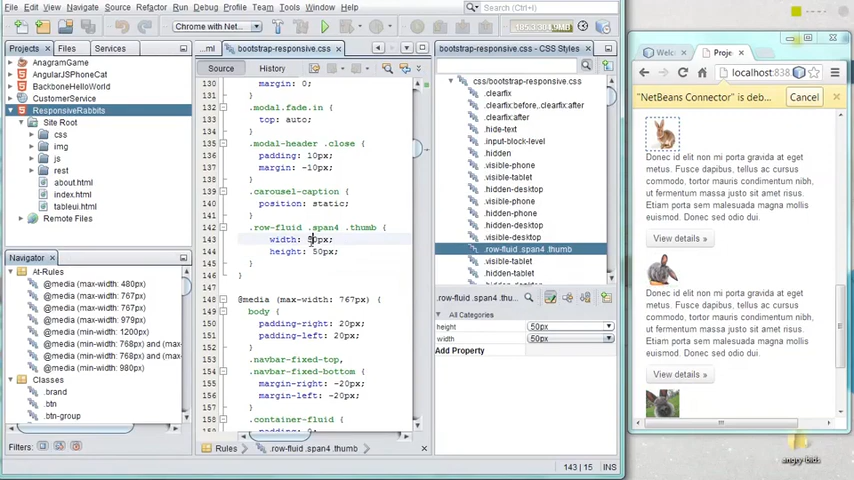 File Edit View Navigate Source Refactor Run Debug Profile Team Tools Window Help
Search (Ctrl+I)
Chrome with Net...
Projects
Files
Services
AnagramGame
AngularJSPhoneCat
BackboneHelloWorld
CustomerService
ResponsiveRabbits
Site Root
css
img
js
rest
about.html
index.html
tableui.html
Remote Files
Navigator
At-Rules
@media (max-width: 480px)
@media (max-width: 767px)
@media (max-width: 767px)
@media (max-width: 979px)
@media (min-width: 1200px)
@media (min-width: 768px) and (ma
@media (min-width: 768px) and (ma
@media (min-width: 980px)
Classes
.brand
.btn
.btn-group
Filters:
...ml
bootstrap-responsive.css
Source
History
130 margin: 0;
131 }
132 .modal.fade.in {
133 top: auto;
134 }
135 .modal-header .close {
136 padding: 10px;
137 margin: -10px;
138 }
139 .carousel-caption {
140 position: static;
141 }
142 .row-fluid .span4 .thumb {
143 width: 50px;
144 height: 50px;
145 }
146 }
147
148 @media (max-width: 767px) {
149 body {
150 padding-right: 20px;
151 padding-left: 20px;
152 }
153 .navbar-fixed-top,
154 .navbar-fixed-bottom {
155 margin-right: -20px;
156 margin-left: -20px;
157 }
158 .container-fluid {
159 padding: 0;
Rules
.row-fluid .span4 .thumb
143 : 15
INS
bootstrap-responsive.css - CSS Styles
css/bootstrap-responsive.css
.clearfix
.clearfix:before, .clearfix:after
.clearfix:after
.hide-text
.input-block-level
.hidden
.visible-phone
.visible-tablet
.hidden-desktop
.visible-phone
.hidden-phone
.hidden-desktop
.visible-desktop
.row-fluid .span4 .thumb
.visible-tablet
.hidden-tablet
.row-fluid .span4 .thu...
All Categories
height 50px
width 50px
Add Property
Welc
Proje
localhost:838
"NetBeans Connector" is deb...
Cancel
Donec id elit non mi porta gravida at eget
metus. Fusce dapibus, tellus ac cursus
commodo, tortor mauris condimentum nibh, ut
fermentum massa justo sit amet risus.
Etiam porta sem malesuada magna mollis
euismod. Donec sed odio dui.
View details »
Donec id elit non mi porta gravida at eget
metus. Fusce dapibus, tellus ac cursus
commodo, tortor mauris condimentum nibh, ut
fermentum massa justo sit amet risus.
Etiam porta sem malesuada magna mollis
euismod. Donec sed odio dui.
View details »
angry-bids